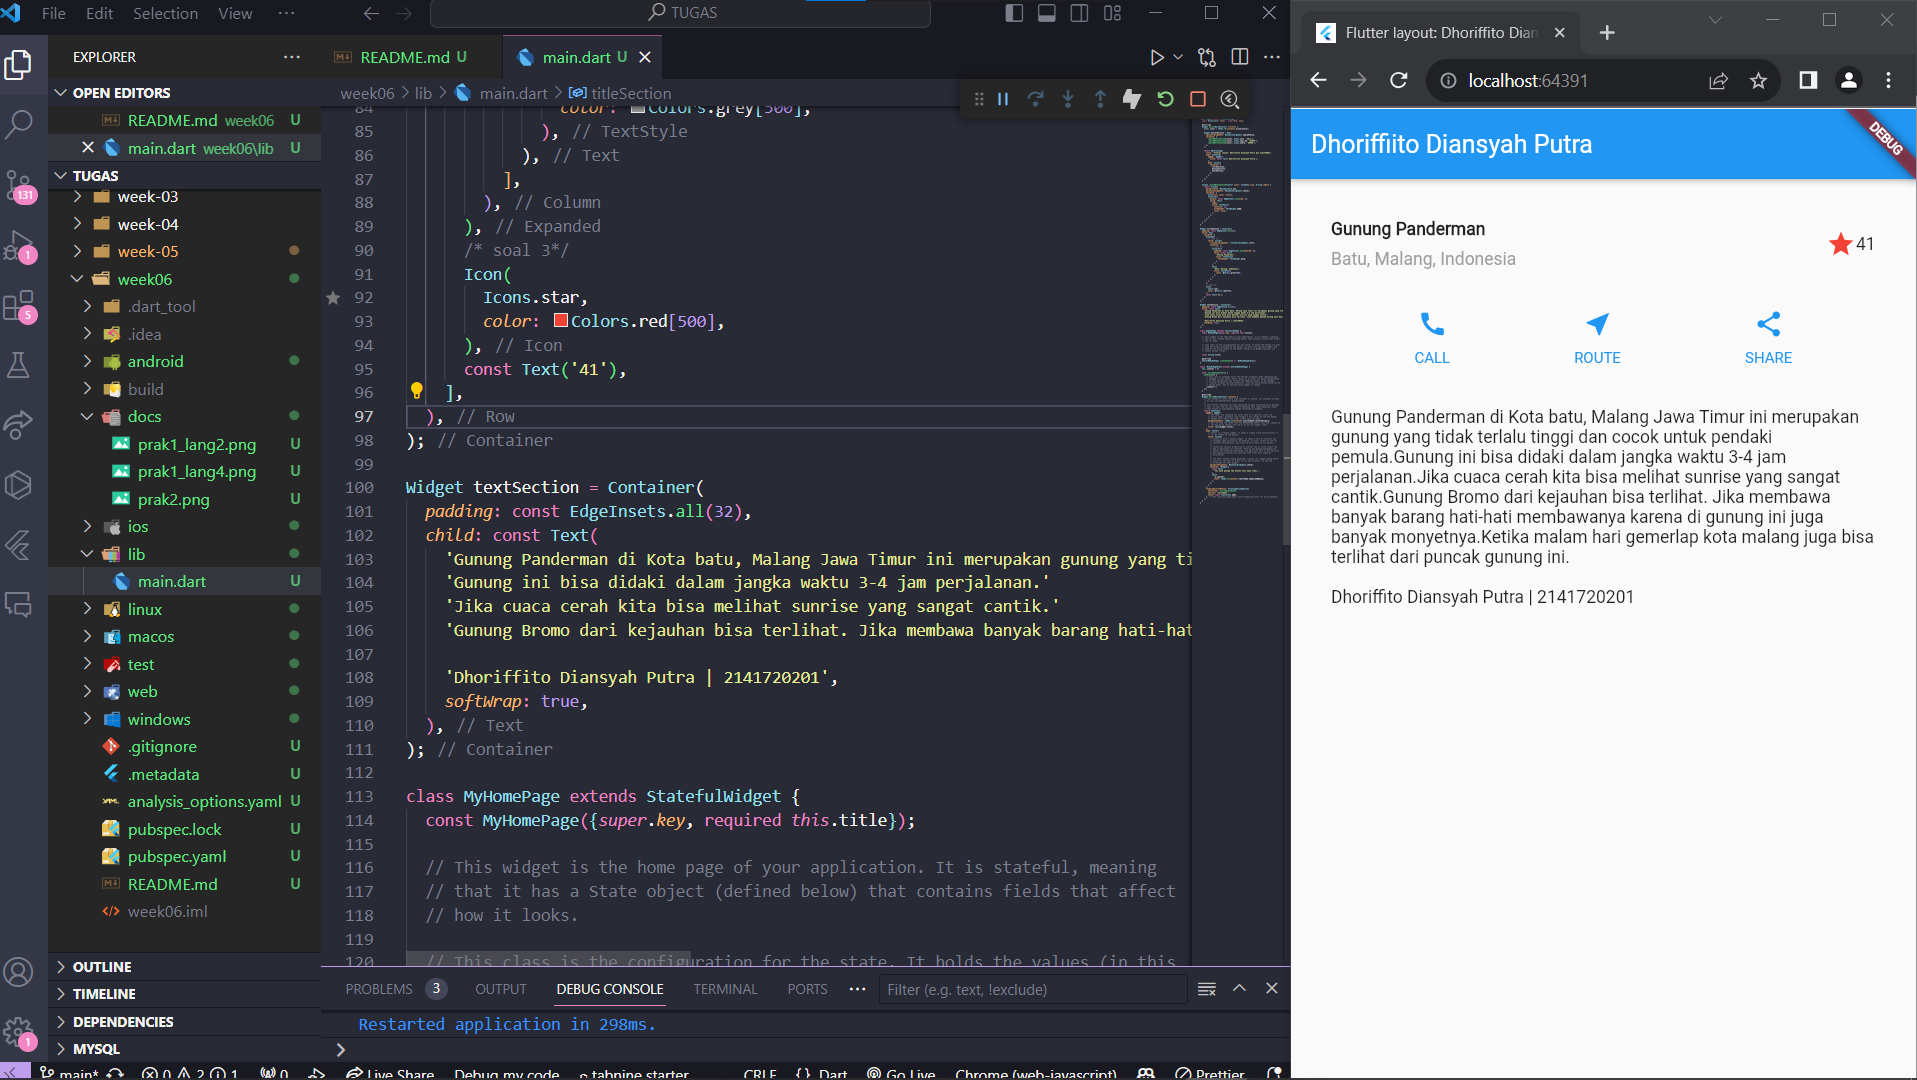 File Edit Selection View ··· TUGAS
EXPLORER ···
OPEN EDITORS
README.md week06 U
main.dart week06\lib U
TUGAS
week-03
week-04
week-05
week06
.dart_tool
.idea
android
build
docs
prak1_lang2.png U
prak1_lang4.png U
prak2.png U
ios
lib
main.dart U
linux
macos
test
web
windows
.gitignore U
.metadata U
analysis_options.yaml U
pubspec.lock U
pubspec.yaml U
README.md U
week06.iml
OUTLINE
TIMELINE
DEPENDENCIES
MYSQL
131
1
5
1
README.md U main.dart U
week06 > lib > main.dart > titleSection
84 color: Colors.grey[500],
85 ), // TextStyle
86 ), // Text
87 ],
88 ), // Column
89 ), // Expanded
90 /* soal 3*/
91 Icon(
92 Icons.star,
93 color: Colors.red[500],
94 ), // Icon
95 const Text('41'),
96 ],
97 ), // Row
98 ); // Container
99
100 Widget textSection = Container(
101 padding: const EdgeInsets.all(32),
102 child: const Text(
103 'Gunung Panderman di Kota batu, Malang Jawa Timur ini merupakan gunung yang ti
104 'Gunung ini bisa didaki dalam jangka waktu 3-4 jam perjalanan.'
105 'Jika cuaca cerah kita bisa melihat sunrise yang sangat cantik.'
106 'Gunung Bromo dari kejauhan bisa terlihat. Jika membawa banyak barang hati-hat
107
108 'Dhoriffito Diansyah Putra | 2141720201',
109 softWrap: true,
110 ), // Text
111 ); // Container
112
113 class MyHomePage extends StatefulWidget {
114 const MyHomePage({super.key, required this.title});
115
116 // This widget is the home page of your application. It is stateful, meaning
117 // that it has a State object (defined below) that contains fields that affect
118 // how it looks.
119
120 // This class is the configuration for the state. It holds the values (in this
PROBLEMS 3 OUTPUT DEBUG CONSOLE TERMINAL PORTS ··· Filter (e.g. text, !exclude)
Restarted application in 298ms.
main* 0 2 1 0 Live Share Debug my code tabnine starter CRLF {} Dart Go Live Chrome (web-javascript) Prettier
Flutter layout: Dhoriffito Dian
localhost:64391
Dhoriffiito Diansyah Putra
DEBUG
Gunung Panderman
Batu, Malang, Indonesia
41
CALL ROUTE SHARE
Gunung Panderman di Kota batu, Malang Jawa Timur ini merupakan
gunung yang tidak terlalu tinggi dan cocok untuk pendaki
pemula.Gunung ini bisa didaki dalam jangka waktu 3-4 jam
perjalanan.Jika cuaca cerah kita bisa melihat sunrise yang sangat
cantik.Gunung Bromo dari kejauhan bisa terlihat. Jika membawa
banyak barang hati-hati membawanya karena di gunung ini juga
banyak monyetnya.Ketika malam hari gemerlap kota malang juga bisa
terlihat dari puncak gunung ini.
Dhoriffito Diansyah Putra | 2141720201